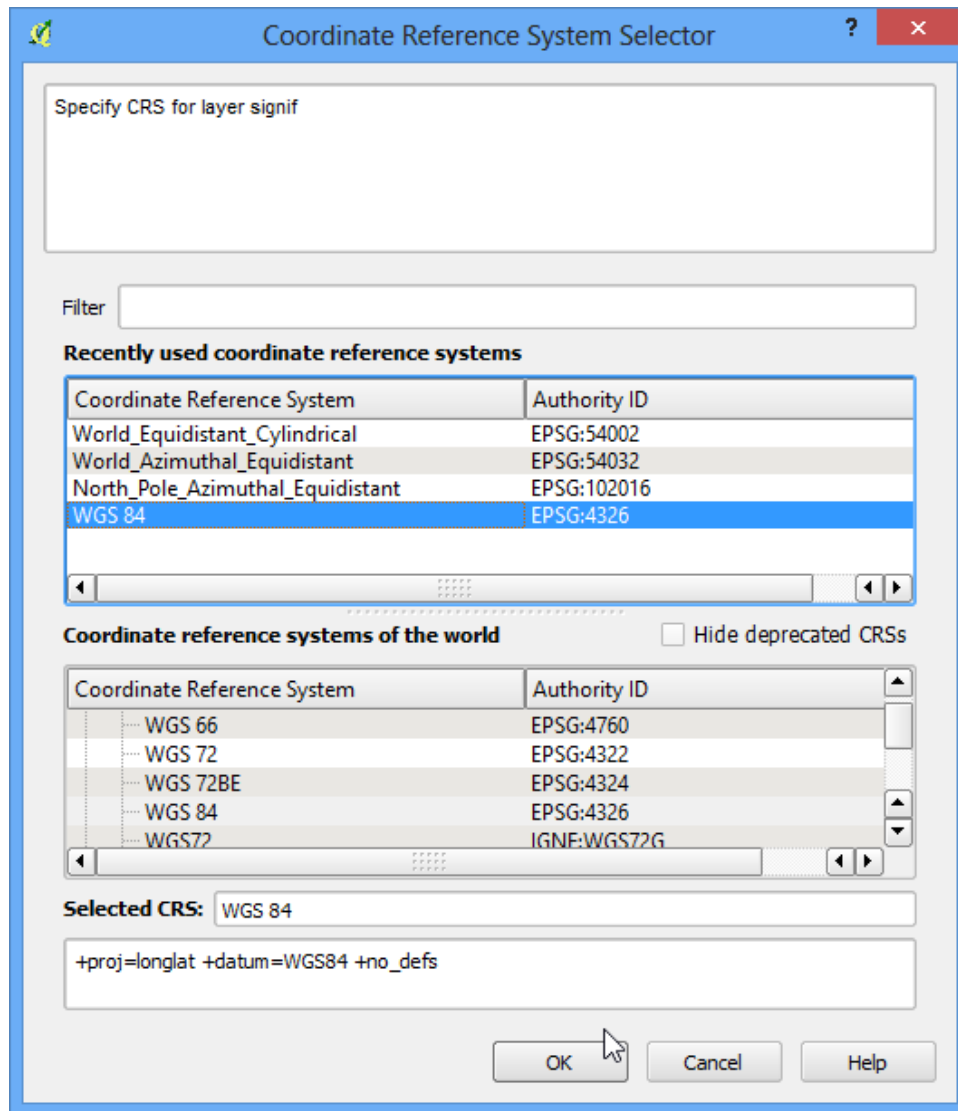 Coordinate Reference System Selector ? ×
Specify CRS for layer signif
Filter
Recently used coordinate reference systems
Coordinate Reference System Authority ID
World_Equidistant_Cylindrical EPSG:54002
World_Azimuthal_Equidistant EPSG:54032
North_Pole_Azimuthal_Equidistant EPSG:102016
WGS 84 EPSG:4326
Coordinate reference systems of the world Hide deprecated CRSs
Coordinate Reference System Authority ID
WGS 66 EPSG:4760
WGS 72 EPSG:4322
WGS 72BE EPSG:4324
WGS 84 EPSG:4326
WGS72 IGNF:WGS72G
Selected CRS: WGS 84
+proj=longlat +datum=WGS84 +no_defs
OK Cancel Help